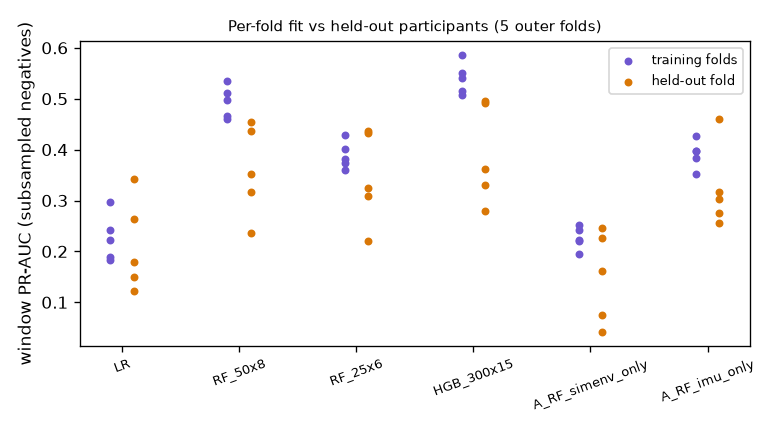 Per-fold fit vs held-out participants (5 outer folds)
window PR-AUC (subsampled negatives)
0.6
0.5
0.4
0.3
0.2
0.1
training folds
held-out fold
LR
RF_50x8
RF_25x6
HGB_300x15
A_RF_simenv_only
A_RF_imu_only